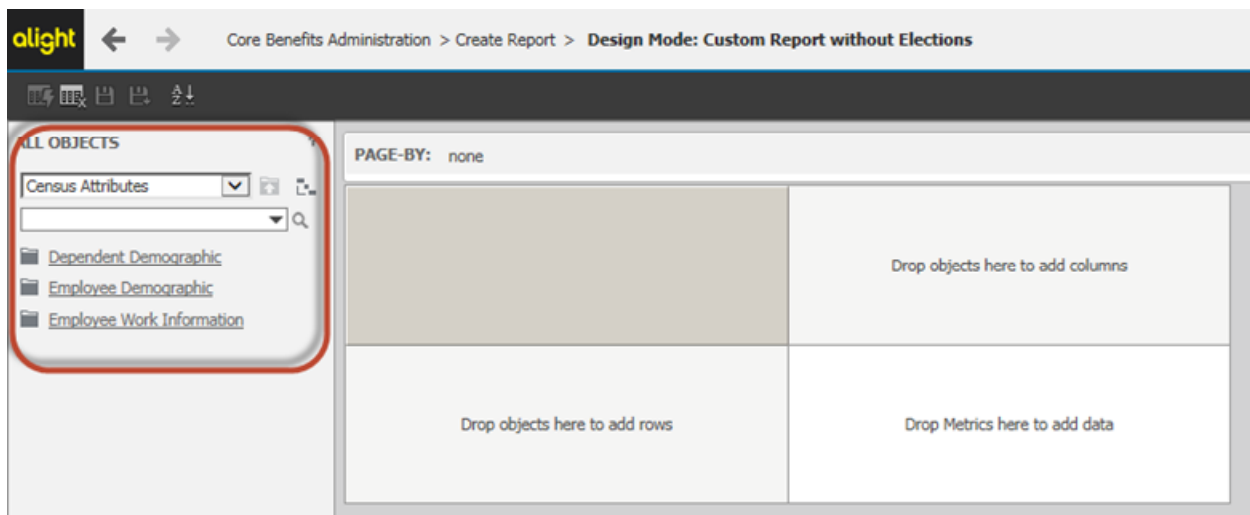 alight
Core Benefits Administration > Create Report > Design Mode: Custom Report without Elections
ALL OBJECTS
PAGE-BY: none
Census Attributes
Dependent Demographic
Employee Demographic
Employee Work Information
Drop objects here to add columns
Drop objects here to add rows
Drop Metrics here to add data